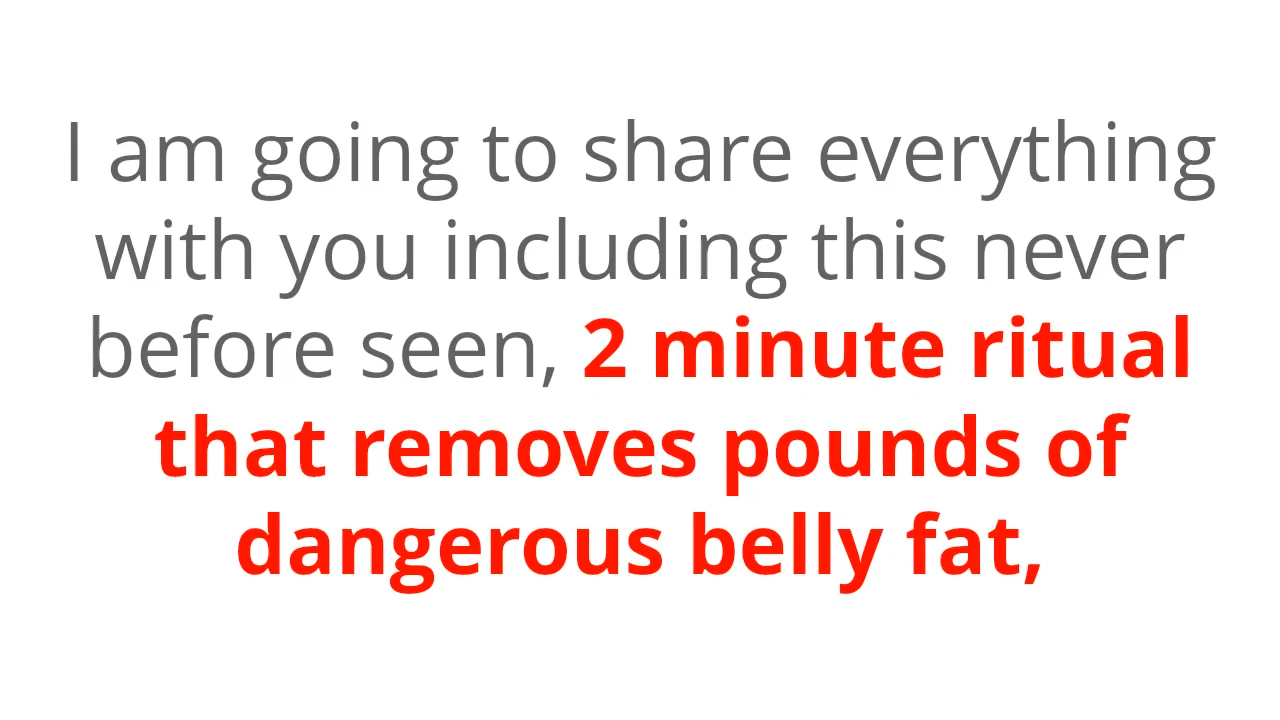 I am going to share everything
with you including this never
before seen, 2 minute ritual
that removes pounds of
dangerous belly fat,